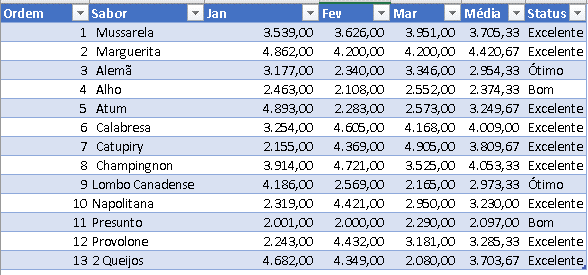 Ordem Sabor Jan Fev Mar Média Status
1 Mussarela 3.539,00 3.626,00 3.951,00 3.705,33 Excelente
2 Marguerita 4.862,00 4.200,00 4.200,00 4.420,67 Excelente
3 Alemã 3.177,00 2.340,00 3.346,00 2.954,33 Ótimo
4 Alho 2.463,00 2.108,00 2.552,00 2.374,33 Bom
5 Atum 4.893,00 2.283,00 2.573,00 3.249,67 Excelente
6 Calabresa 3.254,00 4.605,00 4.168,00 4.009,00 Excelente
7 Catupiry 2.155,00 4.369,00 4.905,00 3.809,67 Excelente
8 Champingnon 3.914,00 4.721,00 3.525,00 4.053,33 Excelente
9 Lombo Canadense 4.186,00 2.569,00 2.165,00 2.973,33 Ótimo
10 Napolitana 2.319,00 4.421,00 2.950,00 3.230,00 Excelente
11 Presunto 2.001,00 2.000,00 2.290,00 2.097,00 Bom
12 Provolone 2.243,00 4.432,00 3.181,00 3.285,33 Excelente
13 2 Queijos 4.682,00 4.349,00 2.080,00 3.703,67 Excelente